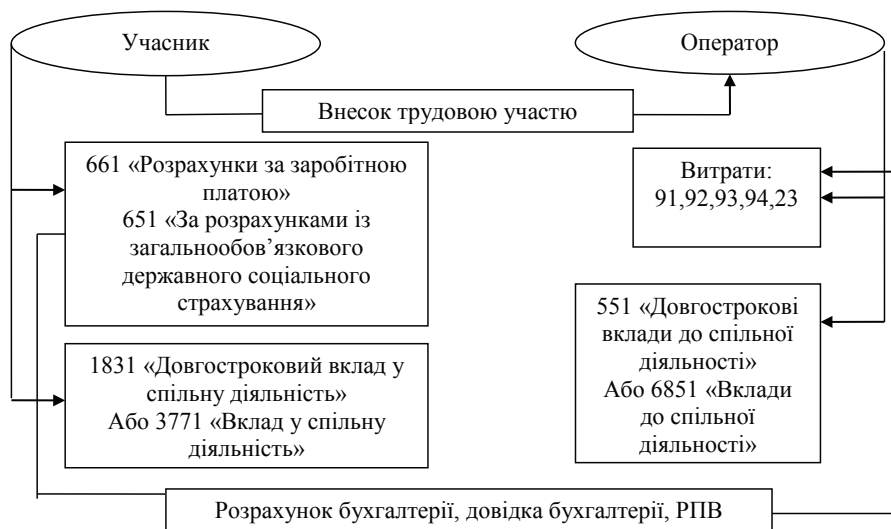 Учасник
Оператор
Внесок трудовою участю
661 «Розрахунки за заробітною
платою»
651 «За розрахунками із
загальнообов’язкового
державного соціального
страхування»
Витрати:
91,92,93,94,23
1831 «Довгостроковий вклад у
спільну діяльність»
Або 3771 «Вклад у спільну
діяльність»
551 «Довгострокові
вклади до спільної
діяльності»
Або 6851 «Вклади
до спільної
діяльності»
Розрахунок бухгалтерії, довідка бухгалтерії, РПВ